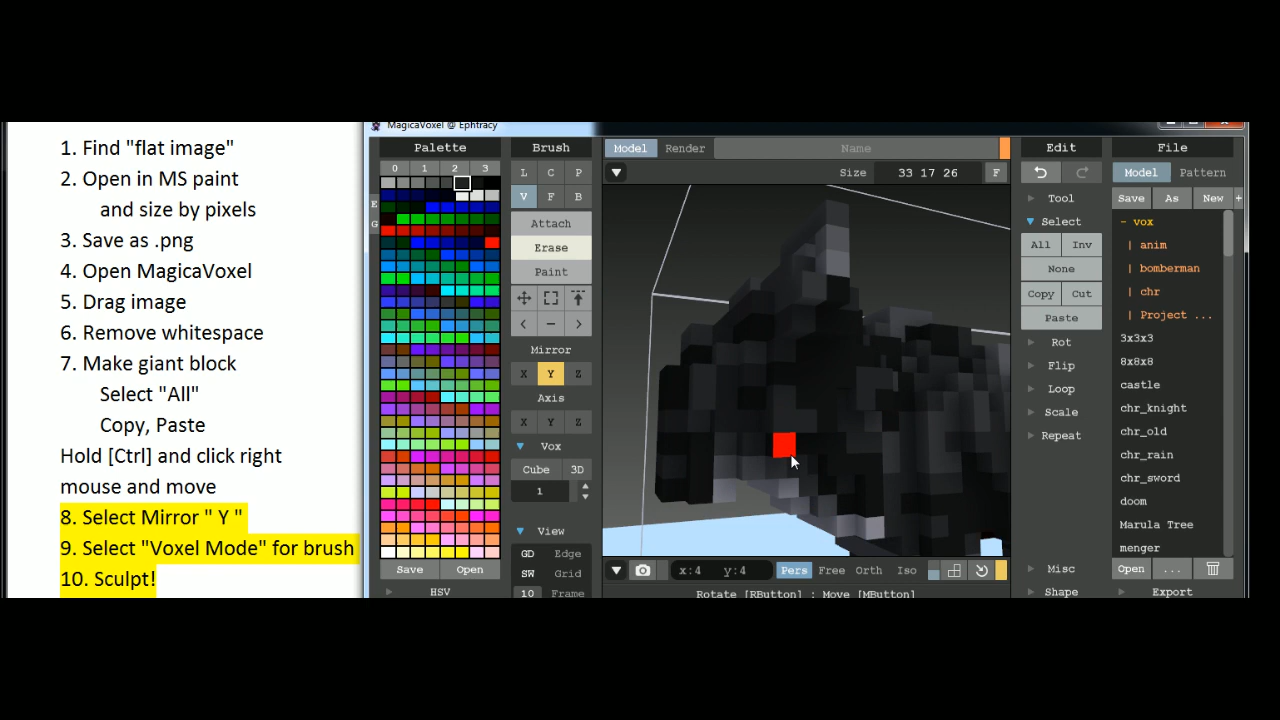 1. Find "flat image"
2. Open in MS paint
and size by pixels
3. Save as .png
4. Open MagicaVoxel
5. Drag image
6. Remove whitespace
7. Make giant block
Select "All"
Copy, Paste
Hold [Ctrl] and click right
mouse and move
8. Select Mirror " Y "
9. Select "Voxel Mode" for brush
10. Sculpt!
MagicaVoxel @ Ephtracy
Palette
0 1 2 3
E
G
Save Open
HSV
Brush
L C P
V F B
Attach
Erase
Paint
< − >
Mirror
X Y Z
Axis
X Y Z
Vox
Cube 3D
1
View
GD Edge
SW Grid
10 Frame
Model Render Name
Size 33 17 26 F
x:4 y:4 Pers Free Orth Iso
Rotate [RButton] : Move [MButton]
Edit
Tool
Select
All Inv
None
Copy Cut
Paste
Rot
Flip
Loop
Scale
Repeat
Misc
Shape
File
Model Pattern
Save As New +
- vox
| anim
| bomberman
| chr
| Project ...
3x3x3
8x8x8
castle
chr_knight
chr_old
chr_rain
chr_sword
doom
Marula Tree
menger
Open ...
Export